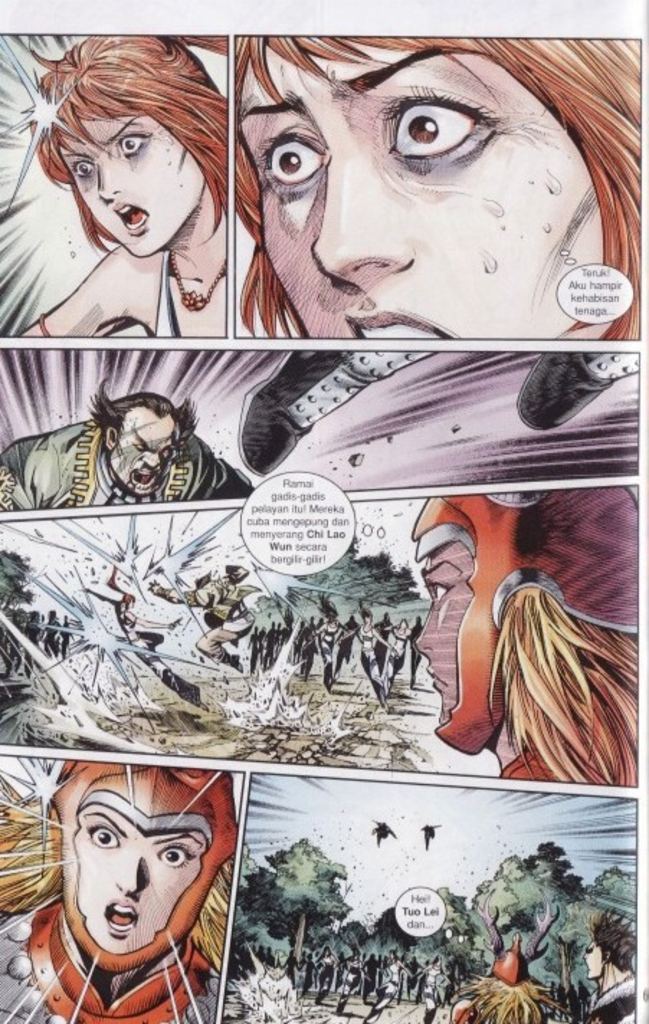 Teruk!
Aku hampir
kehabisan
tenaga...
Ramai
gadis-gadis
pelayan itu! Mereka
cuba mengepung dan
menyerang Chi Lao
Wun secara
bergilir-gilir!
Hei!
Tuo Lei
dan...